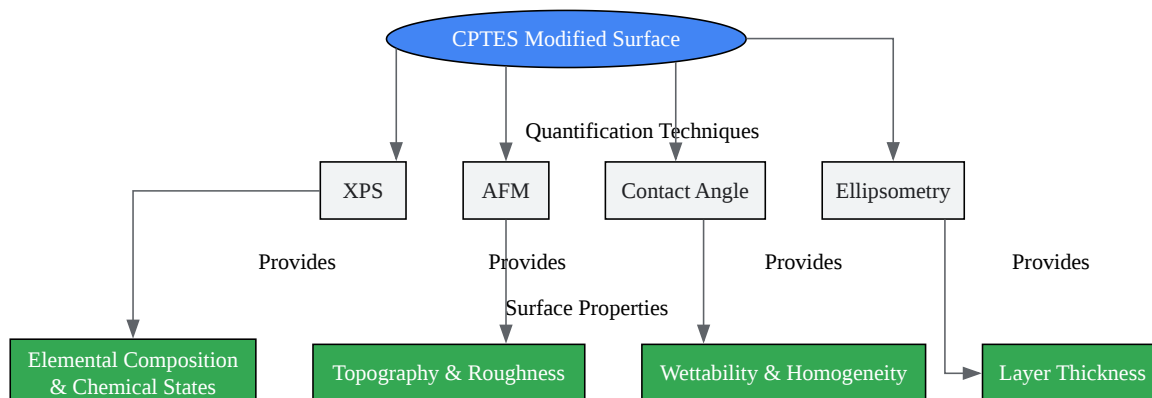 CPTES Modified Surface
Quantification Techniques
XPS
AFM
Contact Angle
Ellipsometry
Provides
Provides
Provides
Provides
Surface Properties
Elemental Composition
& Chemical States
Topography & Roughness
Wettability & Homogeneity
Layer Thickness